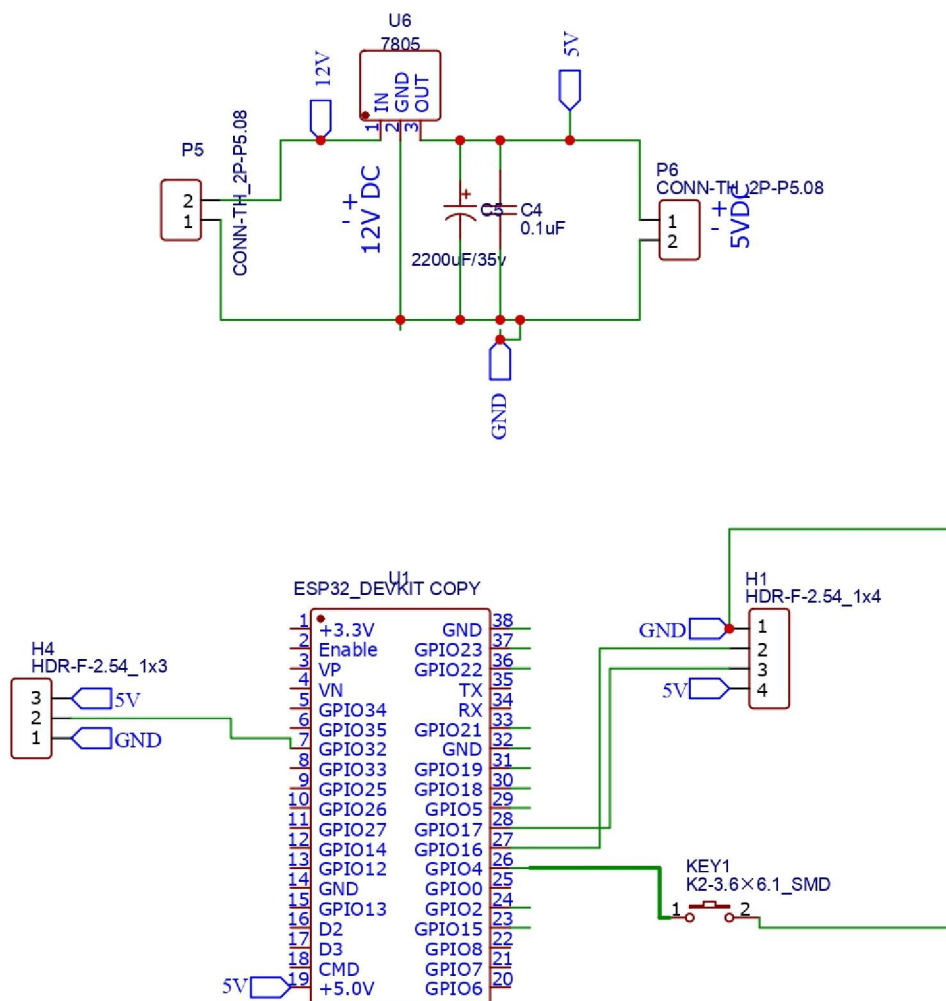 U6
7805
12V
5V
IN
GND
OUT
1
2
3
P5
CONN-TH_2P-P5.08
2
1
- +
12V DC
+
C5
C4
0.1uF
2200uF/35v
P6
CONN-TH_2P-P5.08
1
2
- +
5VDC
GND
U1
ESP32_DEVKIT COPY
H4
HDR-F-2.54_1x3
3
2
1
5V
GND
1 +3.3V
2 Enable
3 VP
4 VN
5 GPIO34
6 GPIO35
7 GPIO32
8 GPIO33
9 GPIO25
10 GPIO26
11 GPIO27
12 GPIO14
13 GPIO12
14 GND
15 GPIO13
16 D2
17 D3
18 CMD
5V 19 +5.0V
GND 38
GPIO23 37
GPIO22 36
TX 35
RX 34
GPIO21 33
GND 32
GPIO19 31
GPIO18 30
GPIO5 29
GPIO17 28
GPIO16 27
GPIO4 26
GPIO0 25
GPIO2 24
GPIO15 23
GPIO8 22
GPIO7 21
GPIO6 20
H1
HDR-F-2.54_1x4
GND 1
2
3
5V 4
KEY1
K2-3.6×6.1_SMD
1 2